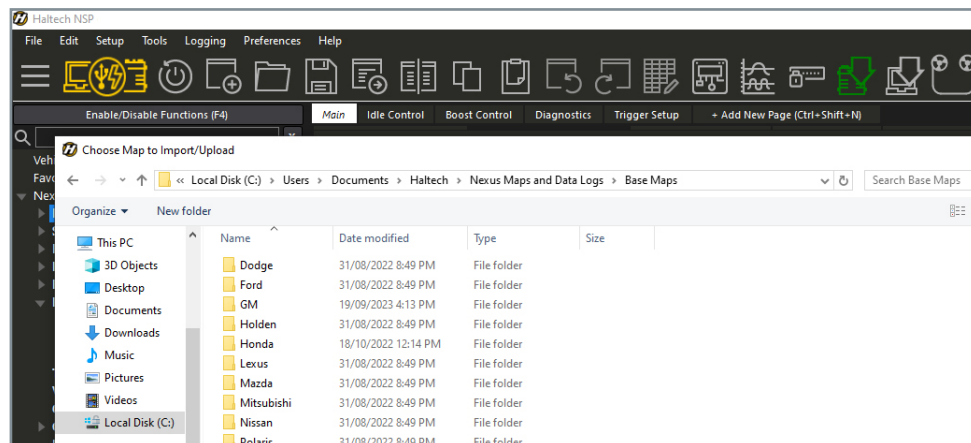 Haltech NSP
File Edit Setup Tools Logging Preferences Help
Enable/Disable Functions (F4) Main Idle Control Boost Control Diagnostics Trigger Setup + Add New Page (Ctrl+Shift+N)
Choose Map to Import/Upload
« Local Disk (C:) > Users > Documents > Haltech > Nexus Maps and Data Logs > Base Maps Search Base Maps
Organize New folder
Name Date modified Type Size
This PC
3D Objects
Desktop
Documents
Downloads
Music
Pictures
Videos
Local Disk (C:)
Dodge 31/08/2022 8:49 PM File folder
Ford 31/08/2022 8:49 PM File folder
GM 19/09/2023 4:13 PM File folder
Holden 31/08/2022 8:49 PM File folder
Honda 18/10/2022 12:14 PM File folder
Lexus 31/08/2022 8:49 PM File folder
Mazda 31/08/2022 8:49 PM File folder
Mitsubishi 31/08/2022 8:49 PM File folder
Nissan 31/08/2022 8:49 PM File folder
Polaris 31/08/2022 8:49 PM File folder